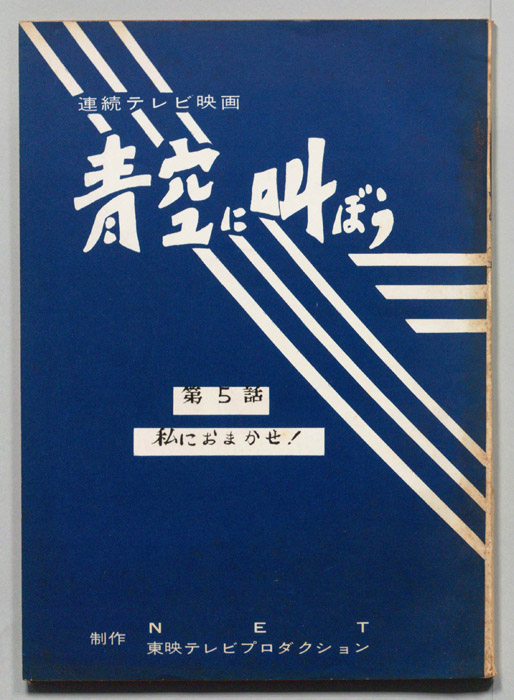 連続テレビ映画
青空に叫ぼう
第5話
私におまかせ!
制作 NET
東映テレビプロダクション